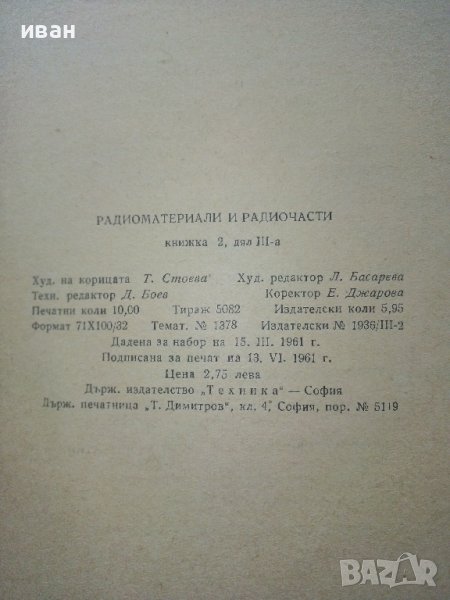 иван
РАДИОМАТЕРИАЛИ И РАДИОЧАСТИ
книжка 2, дял III-а
Худ. на корицата Т. Стоева Худ. редактор Л. Басарева
Техн. редактор Д. Боев Коректор Е. Джарова
Печатни коли 10,00 Тираж 5082 Издателски коли 5,95
Формат 71X100/32 Темат. № 1378 Издателски № 1936/III-2
Дадена за набор на 15. III. 1961 г.
Подписана за печат на 13. VI. 1961 г.
Цена 2,75 лева
Държ. издателство „Техника" — София
Държ. печатница „Т. Димитров", кл. 4, София, пор. № 5119
BAZAR